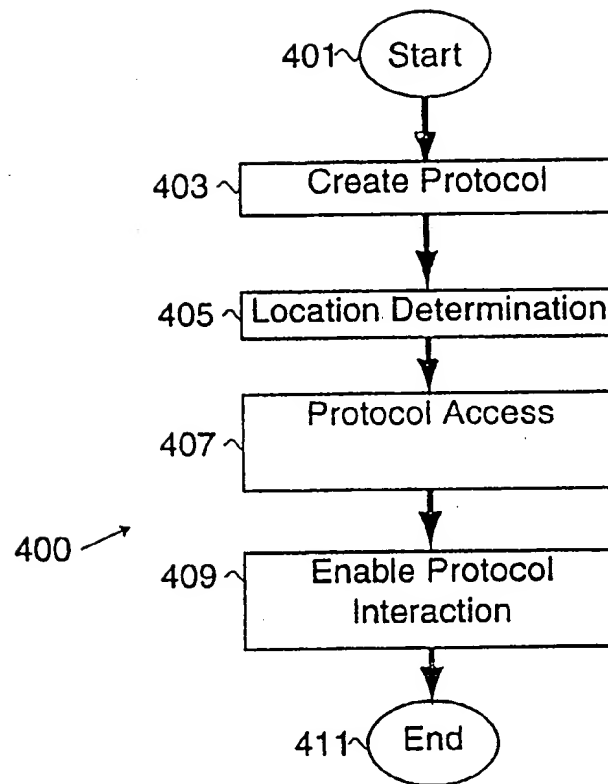 401 Start
403 Create Protocol
405 Location Determination
407 Protocol Access
400
409 Enable Protocol
Interaction
411 End